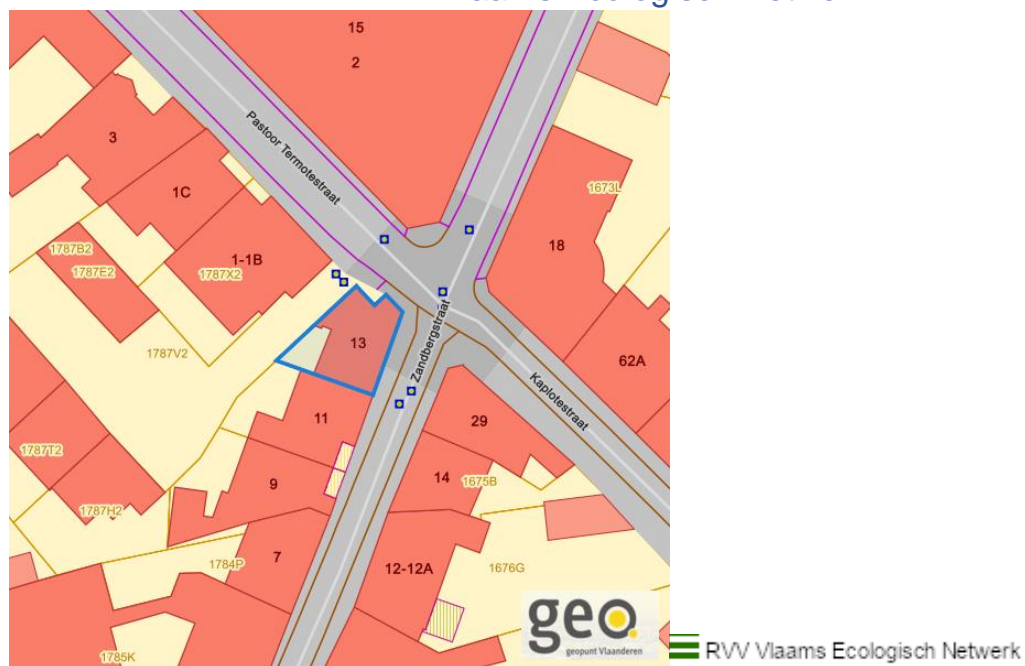 15
2
Pastoor Termotestraat
3
1C
1673L
1787B2
1787E2
1-1B
1787X2
18
Zandbergstraat
13
1787V2
62A
Kaplotestraat
11
29
1787T2
9
14
1675B
1787H2
7
1784P
12-12A
1676G
geo
geopunt Vlaanderen
1785K
RVV Vlaams Ecologisch Netwerk